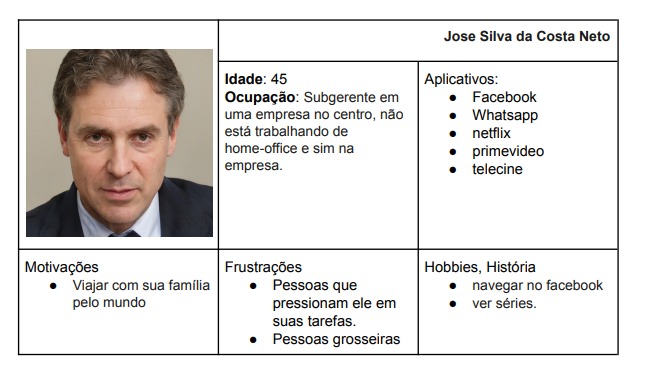 Jose Silva da Costa Neto
Idade: 45
Ocupação: Subgerente em
uma empresa no centro, não
está trabalhando de
home-office e sim na
empresa.
Aplicativos:
● Facebook
● Whatsapp
● netflix
● primevideo
● telecine
Motivações
● Viajar com sua família
pelo mundo
Frustrações
● Pessoas que
pressionam ele em
suas tarefas.
● Pessoas grosseiras
Hobbies, História
● navegar no facebook
● ver séries.